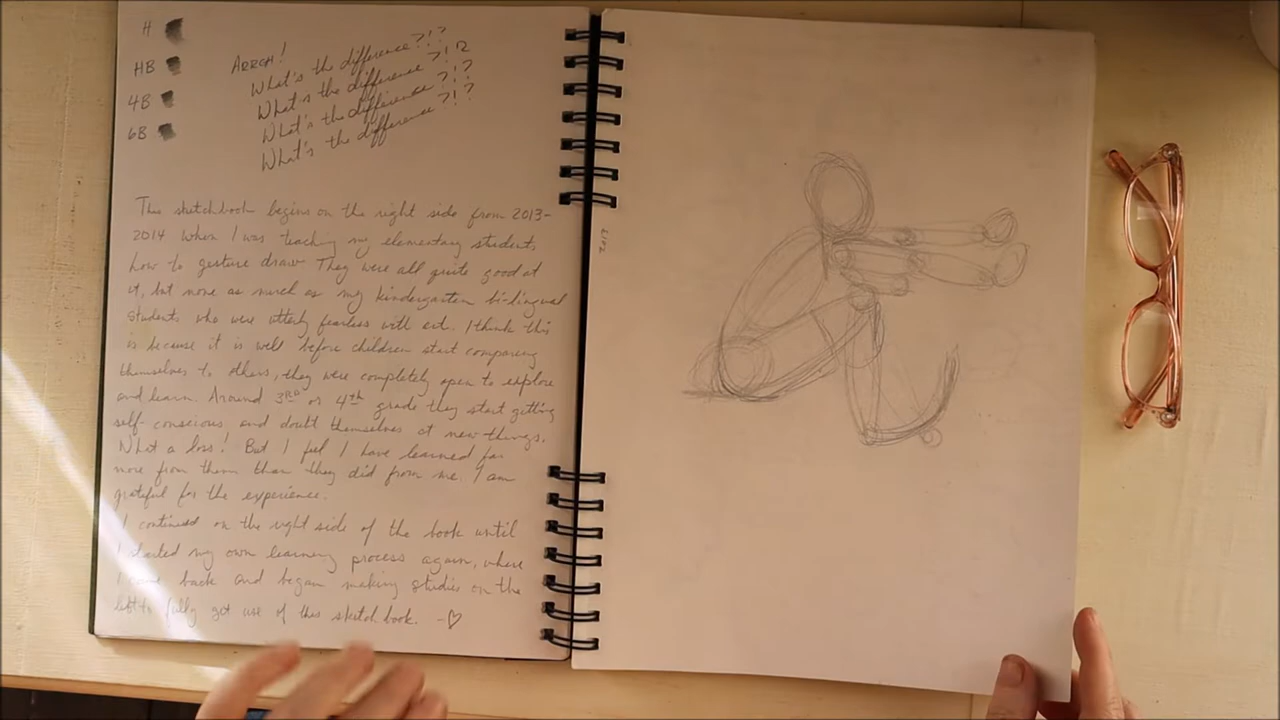 H
HB
4B
6B
ARRGH!
What's the difference?!?
What's the difference?!?
What's the difference?!?
What's the difference?!?
This sketchbook begins on the right side from 2013-
2014 when I was teaching my elementary students
how to gesture draw. They were all quite good at
it, but none as much as my kindergarten bi-lingual
students who were utterly fearless with art. I think this
is because it is well before children start comparing
themselves to others, they were completely open to explore
and learn. Around 3RD or 4th grade they start getting
self-conscious and doubt themselves at new things.
What a loss! But I feel I have learned far
more from them than they did from me. I am
grateful for the experience.
I continued on the right side of the book until
I started my own learning process again, where
I came back and began making studies on the
left to fully get use of this sketchbook. -♡